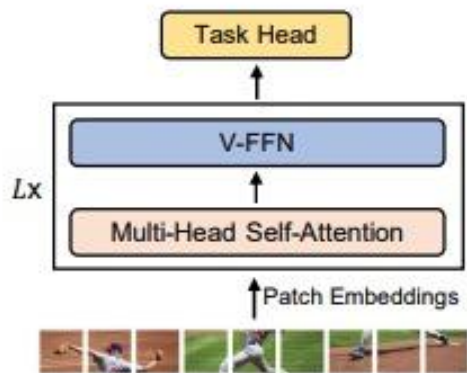 Task Head
V-FFN
Lx
Multi-Head Self-Attention
Patch Embeddings